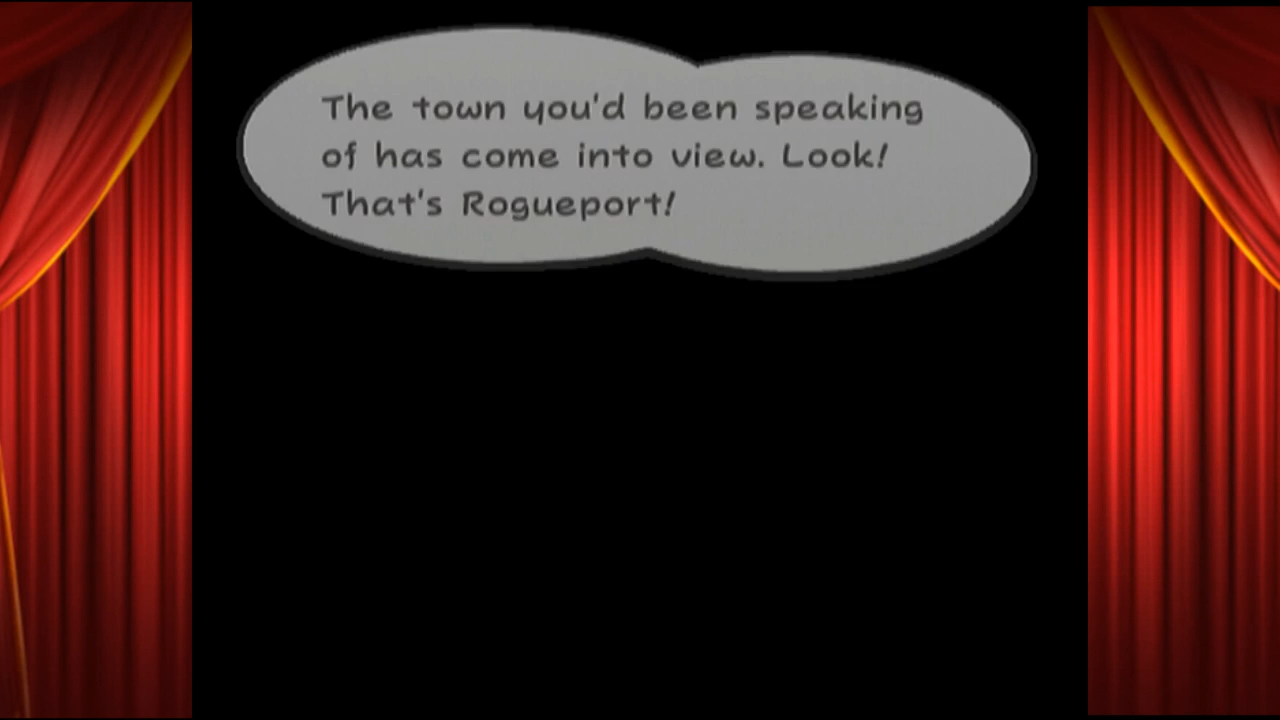 The town you'd been speaking
of has come into view. Look!
That's Rogueport!